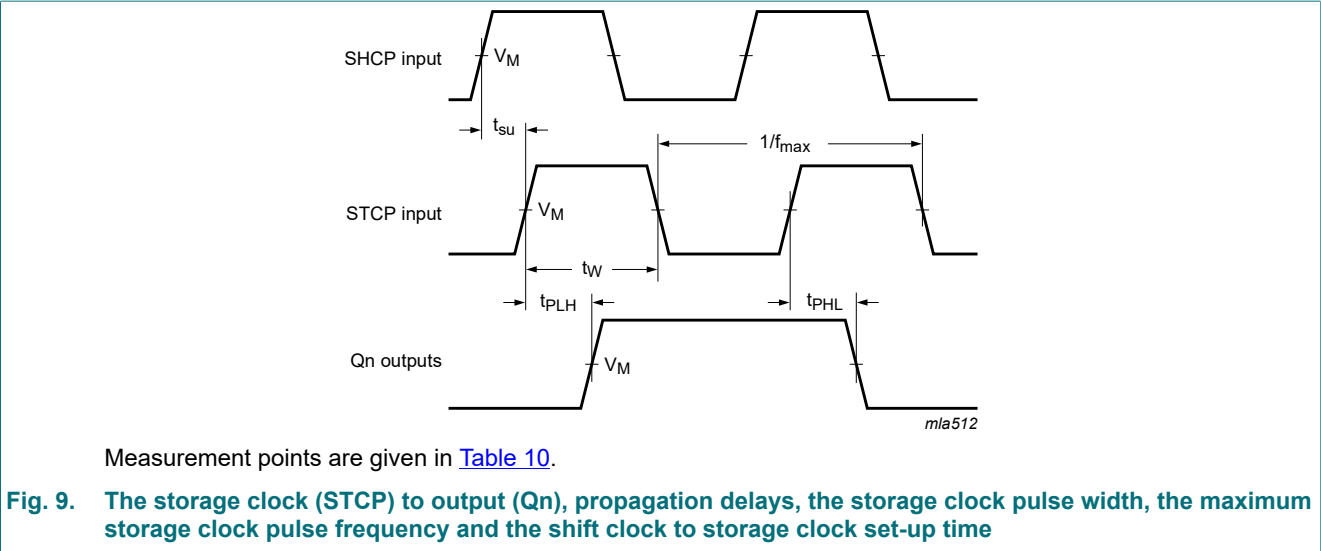 SHCP input
VM
tsu
1/fmax
STCP input
VM
tW
tPLH
tPHL
Qn outputs
VM
mla512
Measurement points are given in Table 10.
Fig. 9. The storage clock (STCP) to output (Qn), propagation delays, the storage clock pulse width, the maximum
storage clock pulse frequency and the shift clock to storage clock set-up time